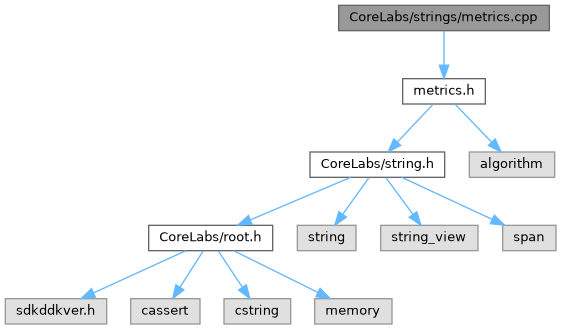 CoreLabs/strings/metrics.cpp
metrics.h
CoreLabs/string.h
algorithm
CoreLabs/root.h
string
string_view
span
sdkddkver.h
cassert
cstring
memory